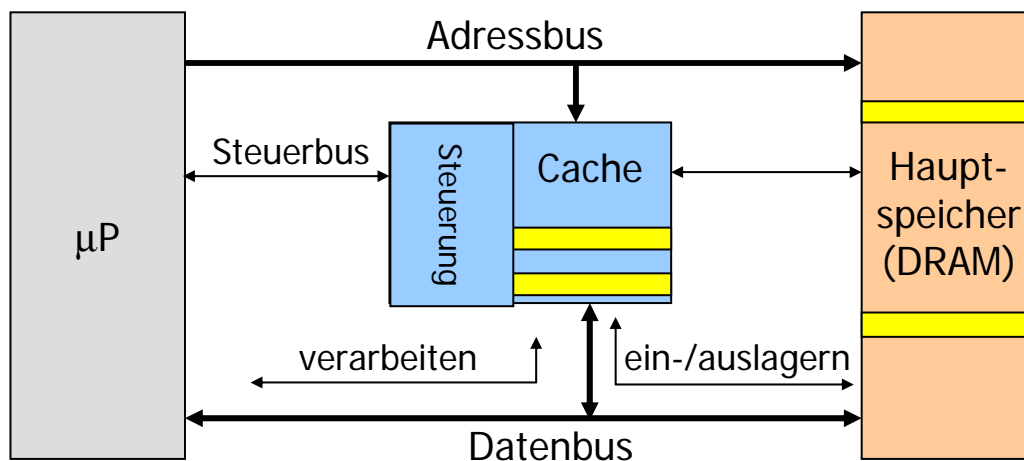 Adressbus
Steuerbus
μP
Steuerung
Cache
Haupt-
speicher
(DRAM)
verarbeiten
ein-/auslagern
Datenbus